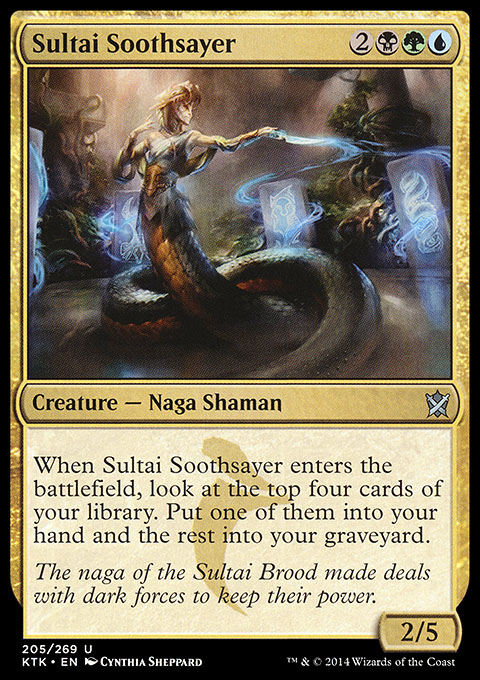 Sultai Soothsayer 2
Creature — Naga Shaman
When Sultai Soothsayer enters the
battlefield, look at the top four cards of
your library. Put one of them into your
hand and the rest into your graveyard.
The naga of the Sultai Brood made deals
with dark forces to keep their power.
2/5
205/269 U
KTK • EN Cynthia Sheppard
™ & © 2014 Wizards of the Coast